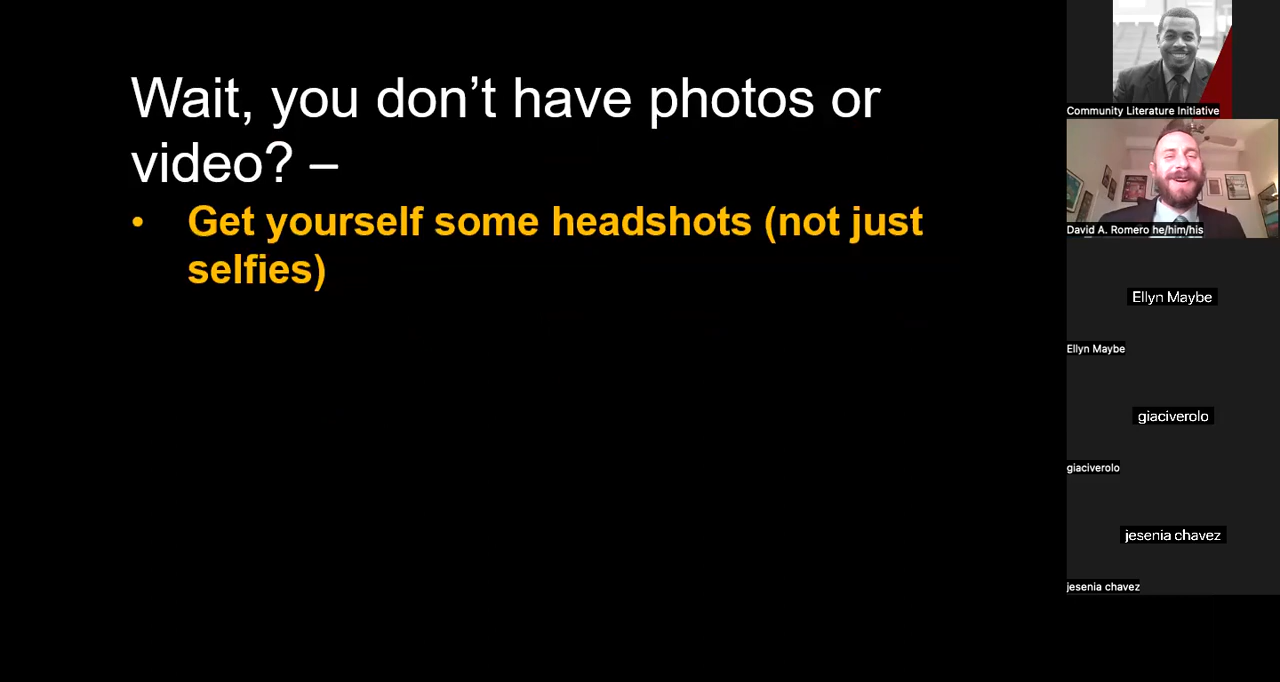 Wait, you don’t have photos or
video? –
• Get yourself some headshots (not just
selfies)
Community Literature Initiative
David A. Romero he/him/his
Ellyn Maybe
Ellyn Maybe
giaciverolo
giaciverolo
jesenia chavez
jesenia chavez